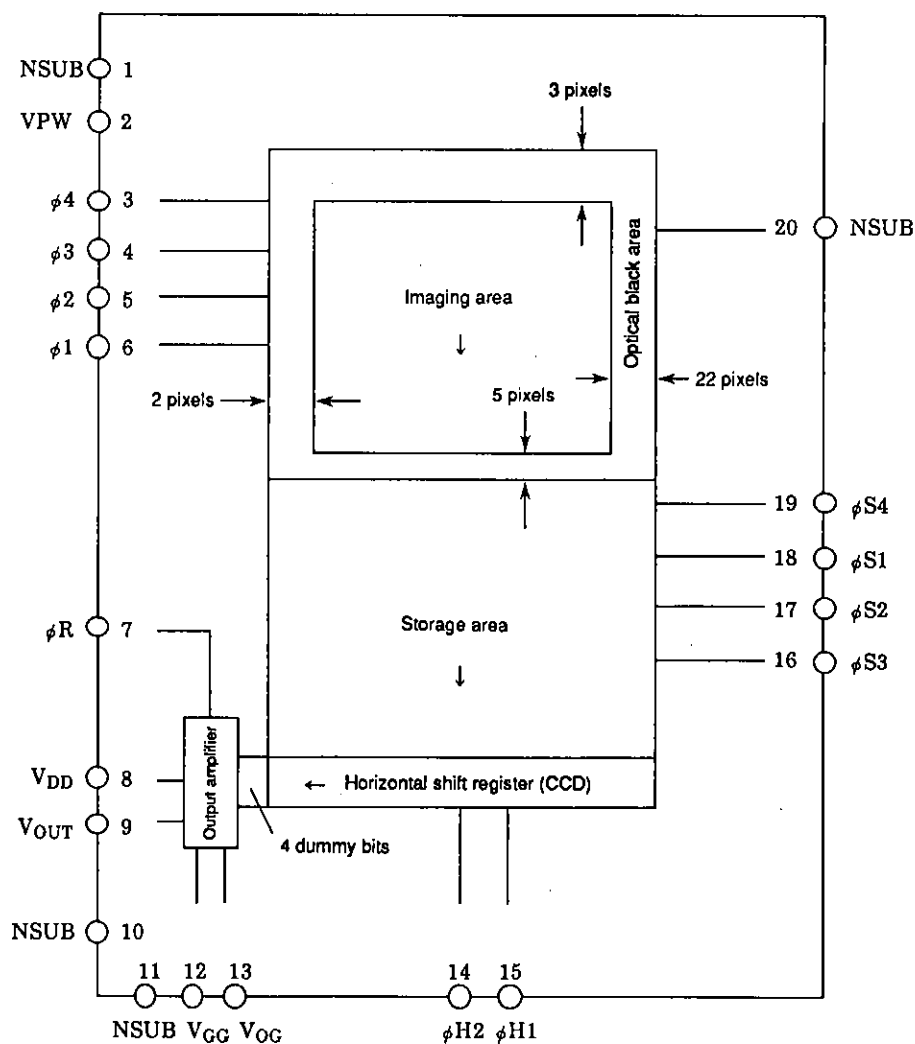 NSUB 1
VPW 2
3 pixels
φ4 3
φ3 4
φ2 5
φ1 6
20 NSUB
Optical black area
Imaging area
↓
2 pixels
5 pixels
22 pixels
19 φS4
18 φS1
17 φS2
16 φS3
φR 7
Storage area
↓
Output amplifier
VDD 8
VOUT 9
← Horizontal shift register (CCD)
4 dummy bits
NSUB 10
11 12 13 14 15
NSUB VGG VOG φH2 φH1